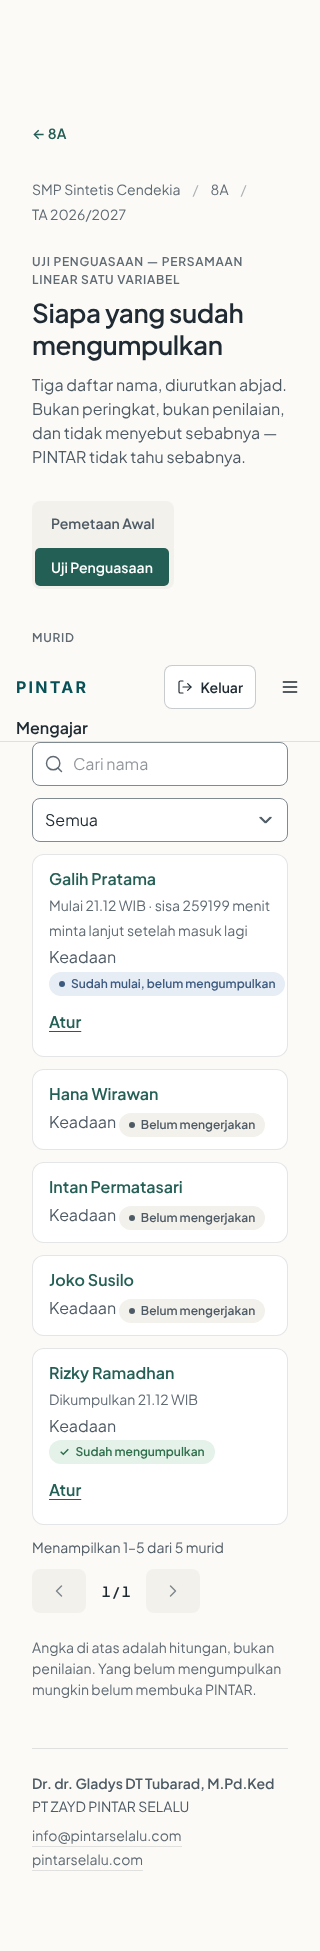 ← 8A
SMP Sintetis Cendekia / 8A /
TA 2026/2027
UJI PENGUASAAN — PERSAMAAN
LINEAR SATU VARIABEL
Siapa yang sudah
mengumpulkan
Tiga daftar nama, diurutkan abjad.
Bukan peringkat, bukan penilaian,
dan tidak menyebut sebabnya —
PINTAR tidak tahu sebabnya.
Pemetaan Awal
Uji Penguasaan
MURID
PINTAR
Keluar
Mengajar
Cari nama
Semua
Galih Pratama
Mulai 21.12 WIB · sisa 259199 menit
minta lanjut setelah masuk lagi
Keadaan
Sudah mulai, belum mengumpulkan
Atur
Hana Wirawan
Keadaan Belum mengerjakan
Intan Permatasari
Keadaan Belum mengerjakan
Joko Susilo
Keadaan Belum mengerjakan
Rizky Ramadhan
Dikumpulkan 21.12 WIB
Keadaan
Sudah mengumpulkan
Atur
Menampilkan 1–5 dari 5 murid
1/1
Angka di atas adalah hitungan, bukan
penilaian. Yang belum mengumpulkan
mungkin belum membuka PINTAR.
Dr. dr. Gladys DT Tubarad, M.Pd.Ked
PT ZAYD PINTAR SELALU
info@pintarselalu.com
pintarselalu.com